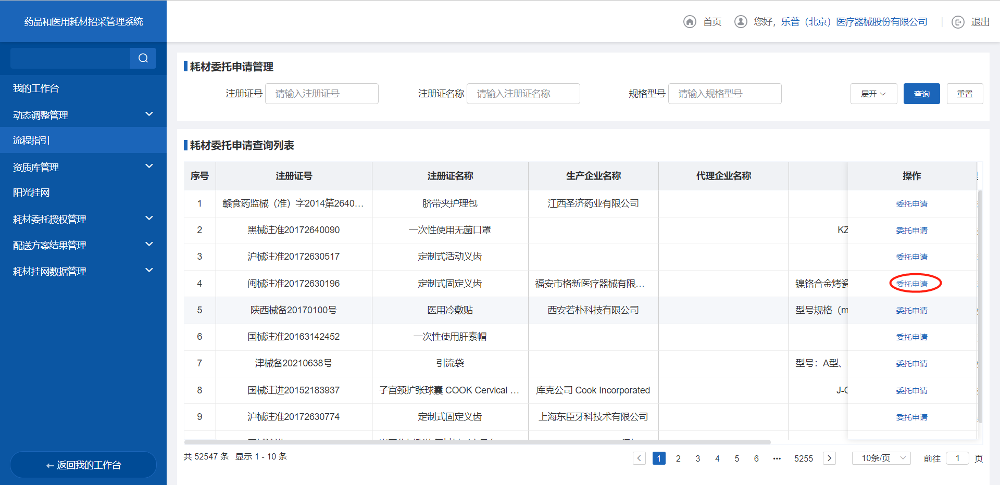 药品和医用耗材招采管理系统
首页 您好，乐普（北京）医疗器械股份有限公司 退出
我的工作台
动态调整管理
流程指引
资质库管理
阳光挂网
耗材委托授权管理
配送方案结果管理
耗材挂网数据管理
返回我的工作台
耗材委托申请管理
注册证号 请输入注册证号 注册证名称 请输入注册证名称 规格型号 请输入规格型号 展开 查询 重置
耗材委托申请查询列表
序号 注册证号 注册证名称 生产企业名称 代理企业名称 操作
1 赣食药监械（准）字2014第2640... 脐带夹护理包 江西圣济药业有限公司 委托申请
2 黑械注准20172640090 一次性使用无菌口罩 KZ 委托申请
3 沪械注准20172630517 定制式活动义齿 委托申请
4 闽械注准20172630196 定制式固定义齿 福安市格新医疗器械有限... 镍铬合金烤瓷 委托申请
5 陕西械备20170100号 医用冷敷贴 西安若朴科技有限公司 型号规格（m 委托申请
6 国械注准20163142452 一次性使用肝素帽 委托申请
7 津械备20210638号 引流袋 型号：A型、 委托申请
8 国械注进20152183937 子宫颈扩张球囊 COOK Cervical ... 库克公司 Cook Incorporated J-C 委托申请
9 沪械注准20172630774 定制式固定义齿 上海东臣牙科技术有限公司 委托申请
共 52547 条 显示 1 - 10 条 1 2 3 4 5 6 ••• 5255 10条/页 前往 1 页